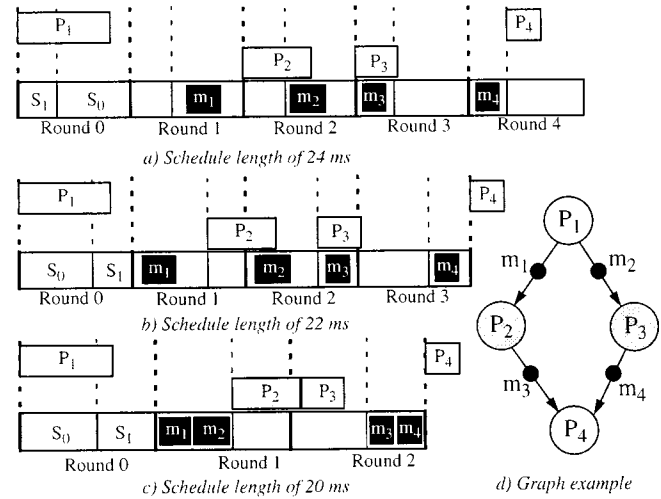 P1 P4
P2 P3
S1 S0 m1 m2 m3 m4
Round 0 Round 1 Round 2 Round 3 Round 4
a) Schedule length of 24 ms
P1 P4
P2 P3
S0 S1 m1 m2 m3 m4
Round 0 Round 1 Round 2 Round 3
b) Schedule length of 22 ms
P1 P4
P2 P3
S0 S1 m1 m2 m3 m4
Round 0 Round 1 Round 2
c) Schedule length of 20 ms
P1
m1 m2
P2 P3
m3 m4
P4
d) Graph example